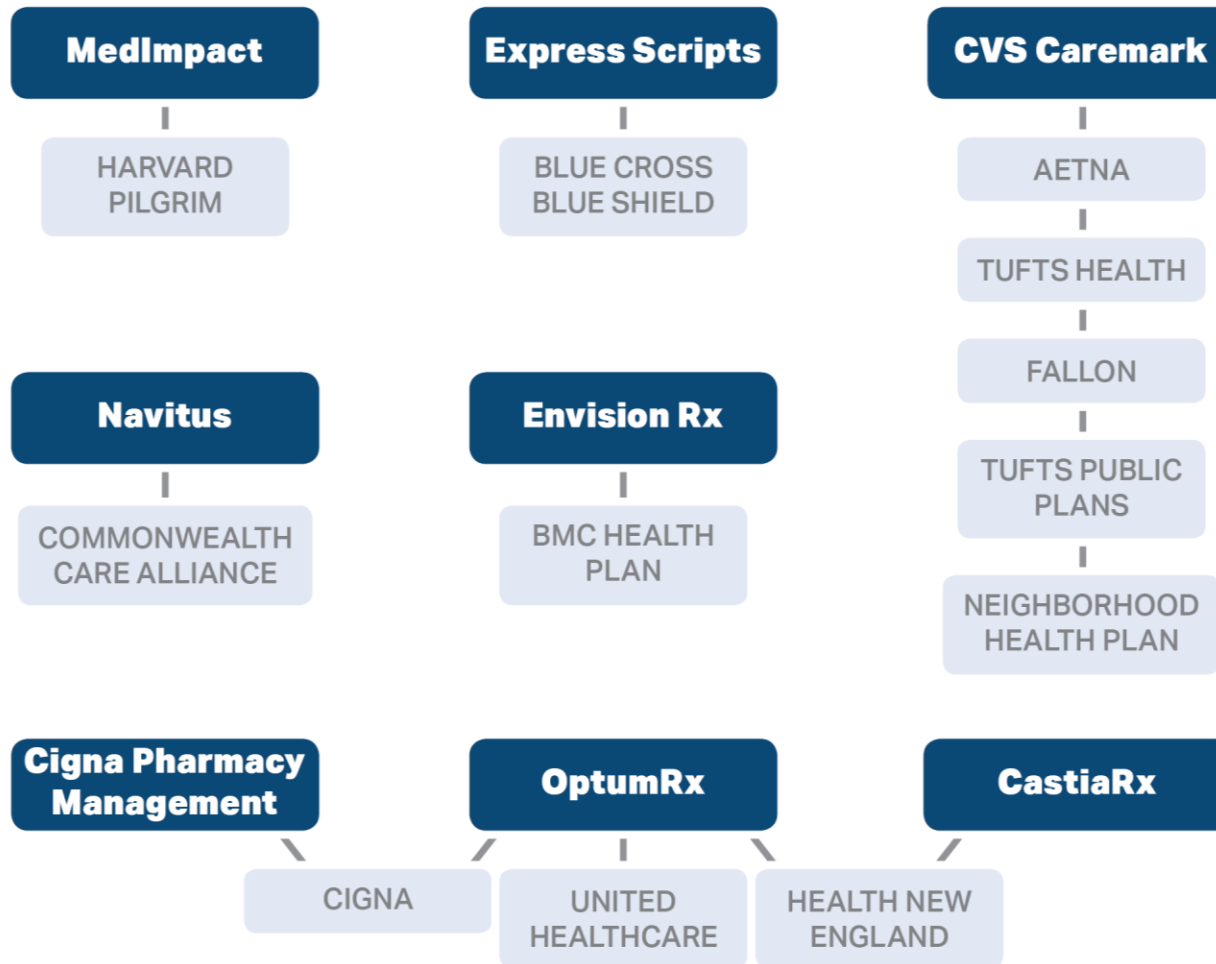 MedImpact
HARVARD
PILGRIM
Express Scripts
BLUE CROSS
BLUE SHIELD
CVS Caremark
AETNA
TUFTS HEALTH
FALLON
TUFTS PUBLIC
PLANS
NEIGHBORHOOD
HEALTH PLAN
Navitus
COMMONWEALTH
CARE ALLIANCE
Envision Rx
BMC HEALTH
PLAN
Cigna Pharmacy
Management
OptumRx
CastiaRx
CIGNA
UNITED
HEALTHCARE
HEALTH NEW
ENGLAND